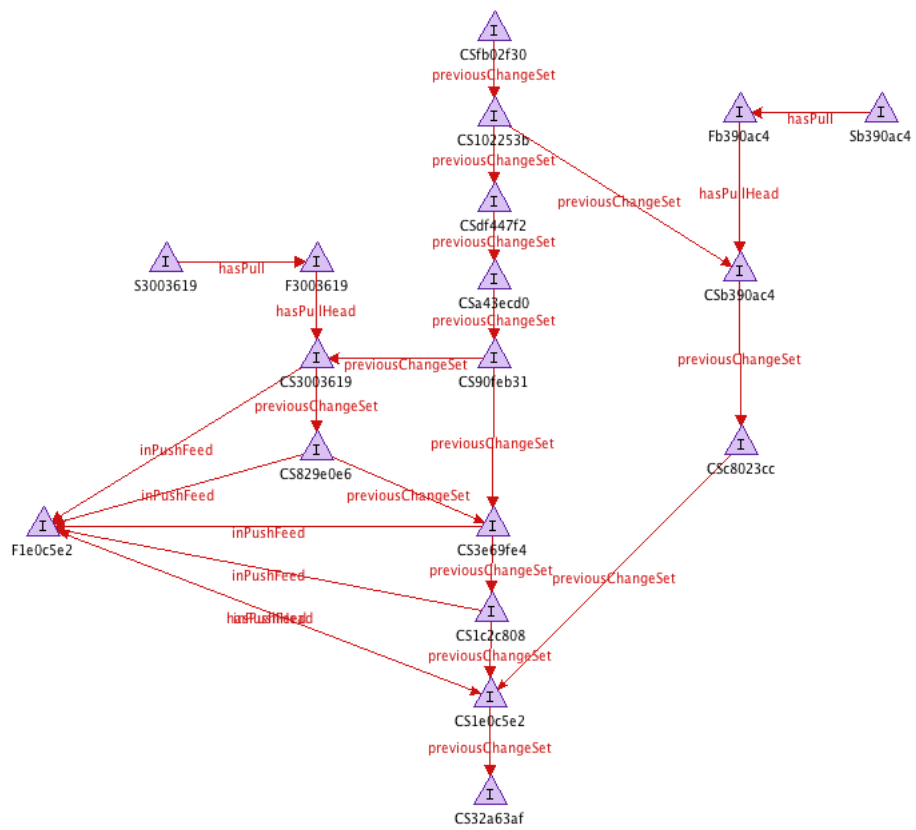 I
CSfb02f30
previousChangeSet
I
CS102253b
I
Fb390ac4
hasPull
I
Sb390ac4
previousChangeSet
previousChangeSet
hasPullHead
I
CSdf447f2
previousChangeSet
I
S3003619
hasPull
I
F3003619
I
CSa43ecd0
I
CSb390ac4
hasPullHead
previousChangeSet
I
CS3003619
previousChangeSet
I
CS90feb31
previousChangeSet
previousChangeSet
inPushFeed
I
CS829e0e6
previousChangeSet
I
CSc8023cc
inPushFeed
previousChangeSet
I
F1e0c5e2
inPushFeed
I
CS3e69fe4
inPushFeed
previousChangeSet
previousChangeSet
I
CS1c2c808
inPushFeed
previousChangeSet
I
CS1e0c5e2
previousChangeSet
I
CS32a63af